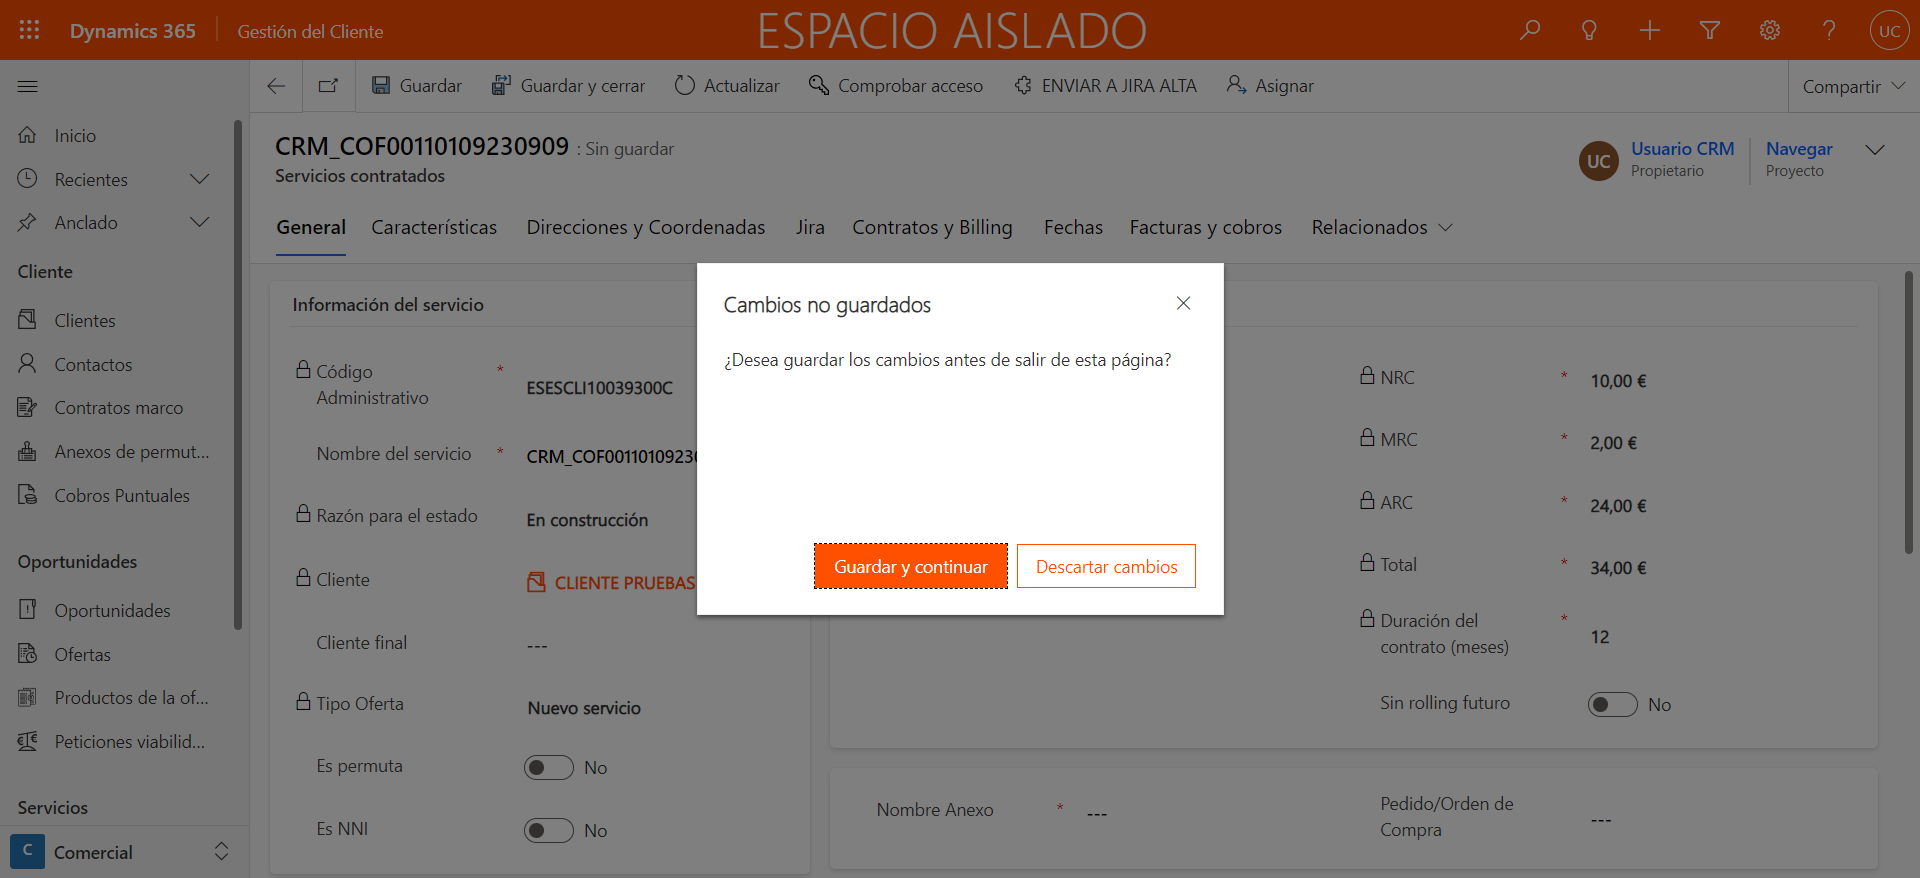 Dynamics 365
Gestión del Cliente
ESPACIO AISLADO
UC
Guardar
Guardar y cerrar
Actualizar
Comprobar acceso
ENVIAR A JIRA ALTA
Asignar
Compartir
Inicio
Recientes
Anclado
Cliente
Clientes
Contactos
Contratos marco
Anexos de permut...
Cobros Puntuales
Oportunidades
Oportunidades
Ofertas
Productos de la of...
Peticiones viabilid...
Servicios
C
Comercial
CRM_COF00110109230909 : Sin guardar
Servicios contratados
UC
Usuario CRM
Propietario
Navegar
Proyecto
General
Características
Direcciones y Coordenadas
Jira
Contratos y Billing
Fechas
Facturas y cobros
Relacionados
Información del servicio
Código
Administrativo
*
ESESCLI10039300C
Nombre del servicio
*
CRM_COF00110109230
Razón para el estado
En construcción
Cliente
CLIENTE PRUEBAS
Cliente final
---
Tipo Oferta
Nuevo servicio
Es permuta
No
Es NNI
No
Cambios no guardados
¿Desea guardar los cambios antes de salir de esta página?
Guardar y continuar
Descartar cambios
NRC
*
10,00 €
MRC
*
2,00 €
ARC
*
24,00 €
Total
*
34,00 €
Duración del
contrato (meses)
*
12
Sin rolling futuro
No
Nombre Anexo
*
---
Pedido/Orden de
Compra
---